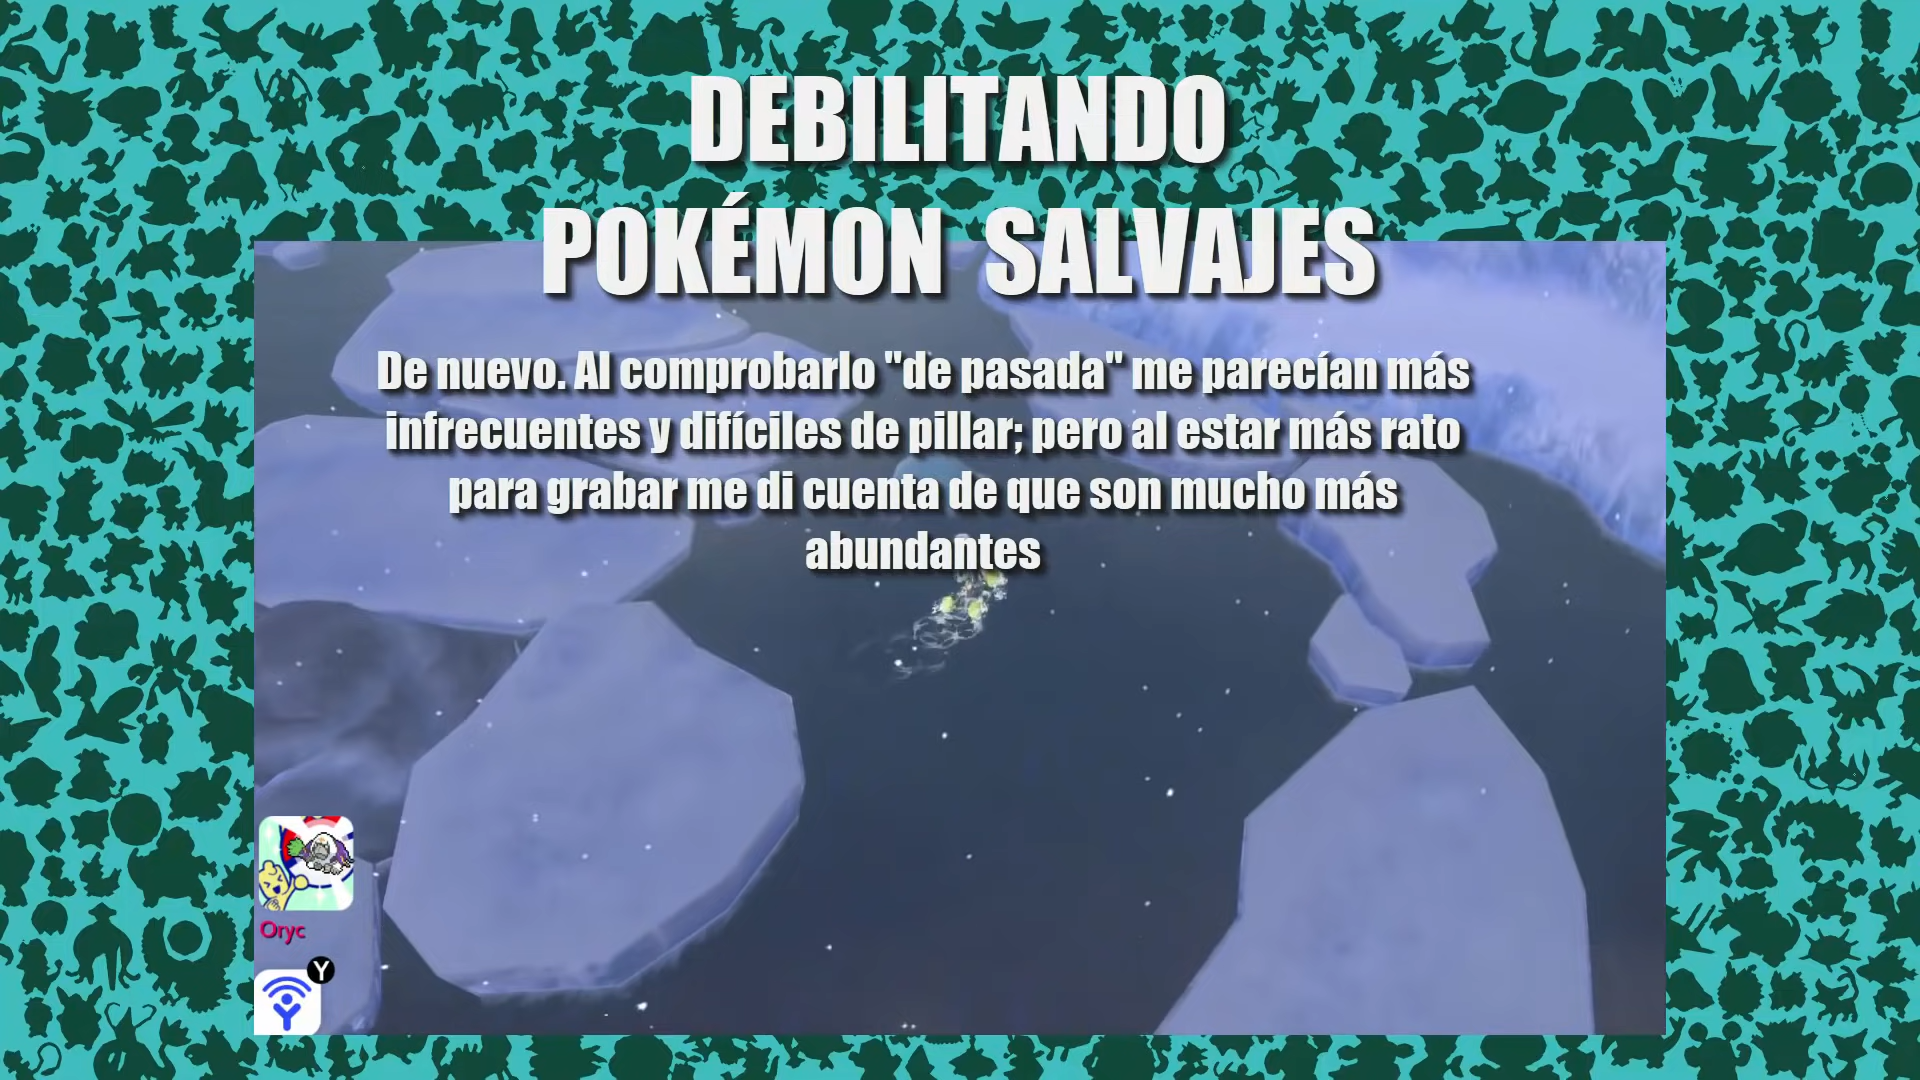 DEBILITANDO
POKÉMON SALVAJES
De nuevo. Al comprobarlo "de pasada" me parecían más
infrecuentes y difíciles de pillar; pero al estar más rato
para grabar me di cuenta de que son mucho más
abundantes
Oryc
Y